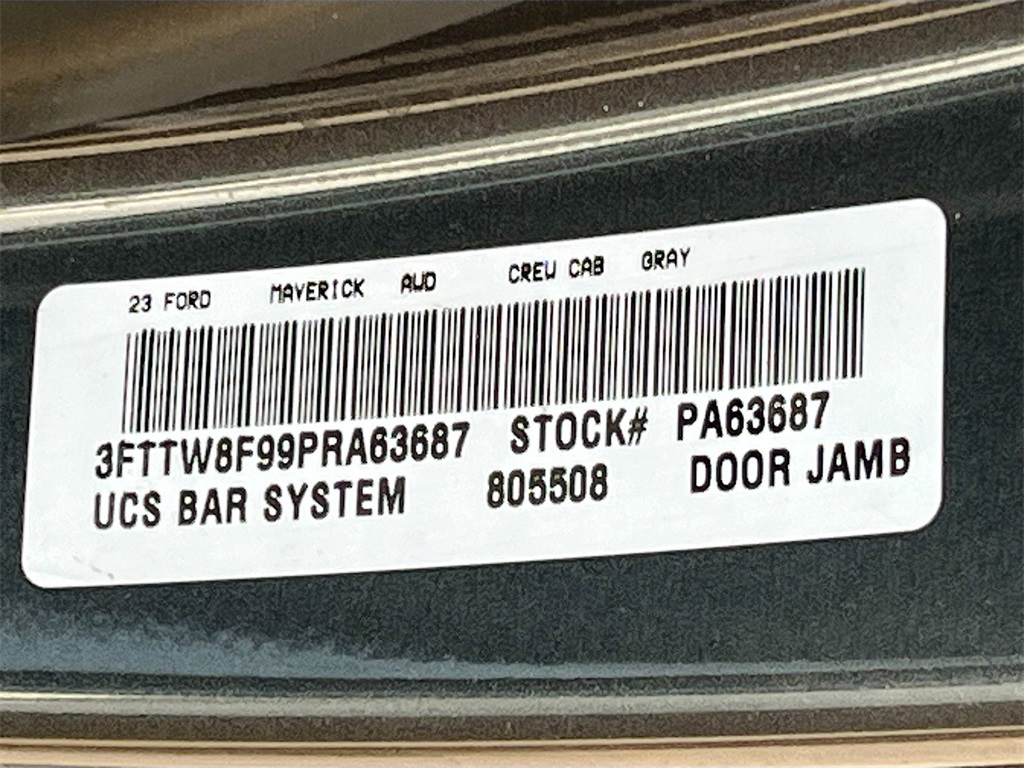 23 FORD MAVERICK AWD CREW CAB GRAY
3FTTW8F99PRA63687 STOCK# PA63687
UCS BAR SYSTEM 805508 DOOR JAMB